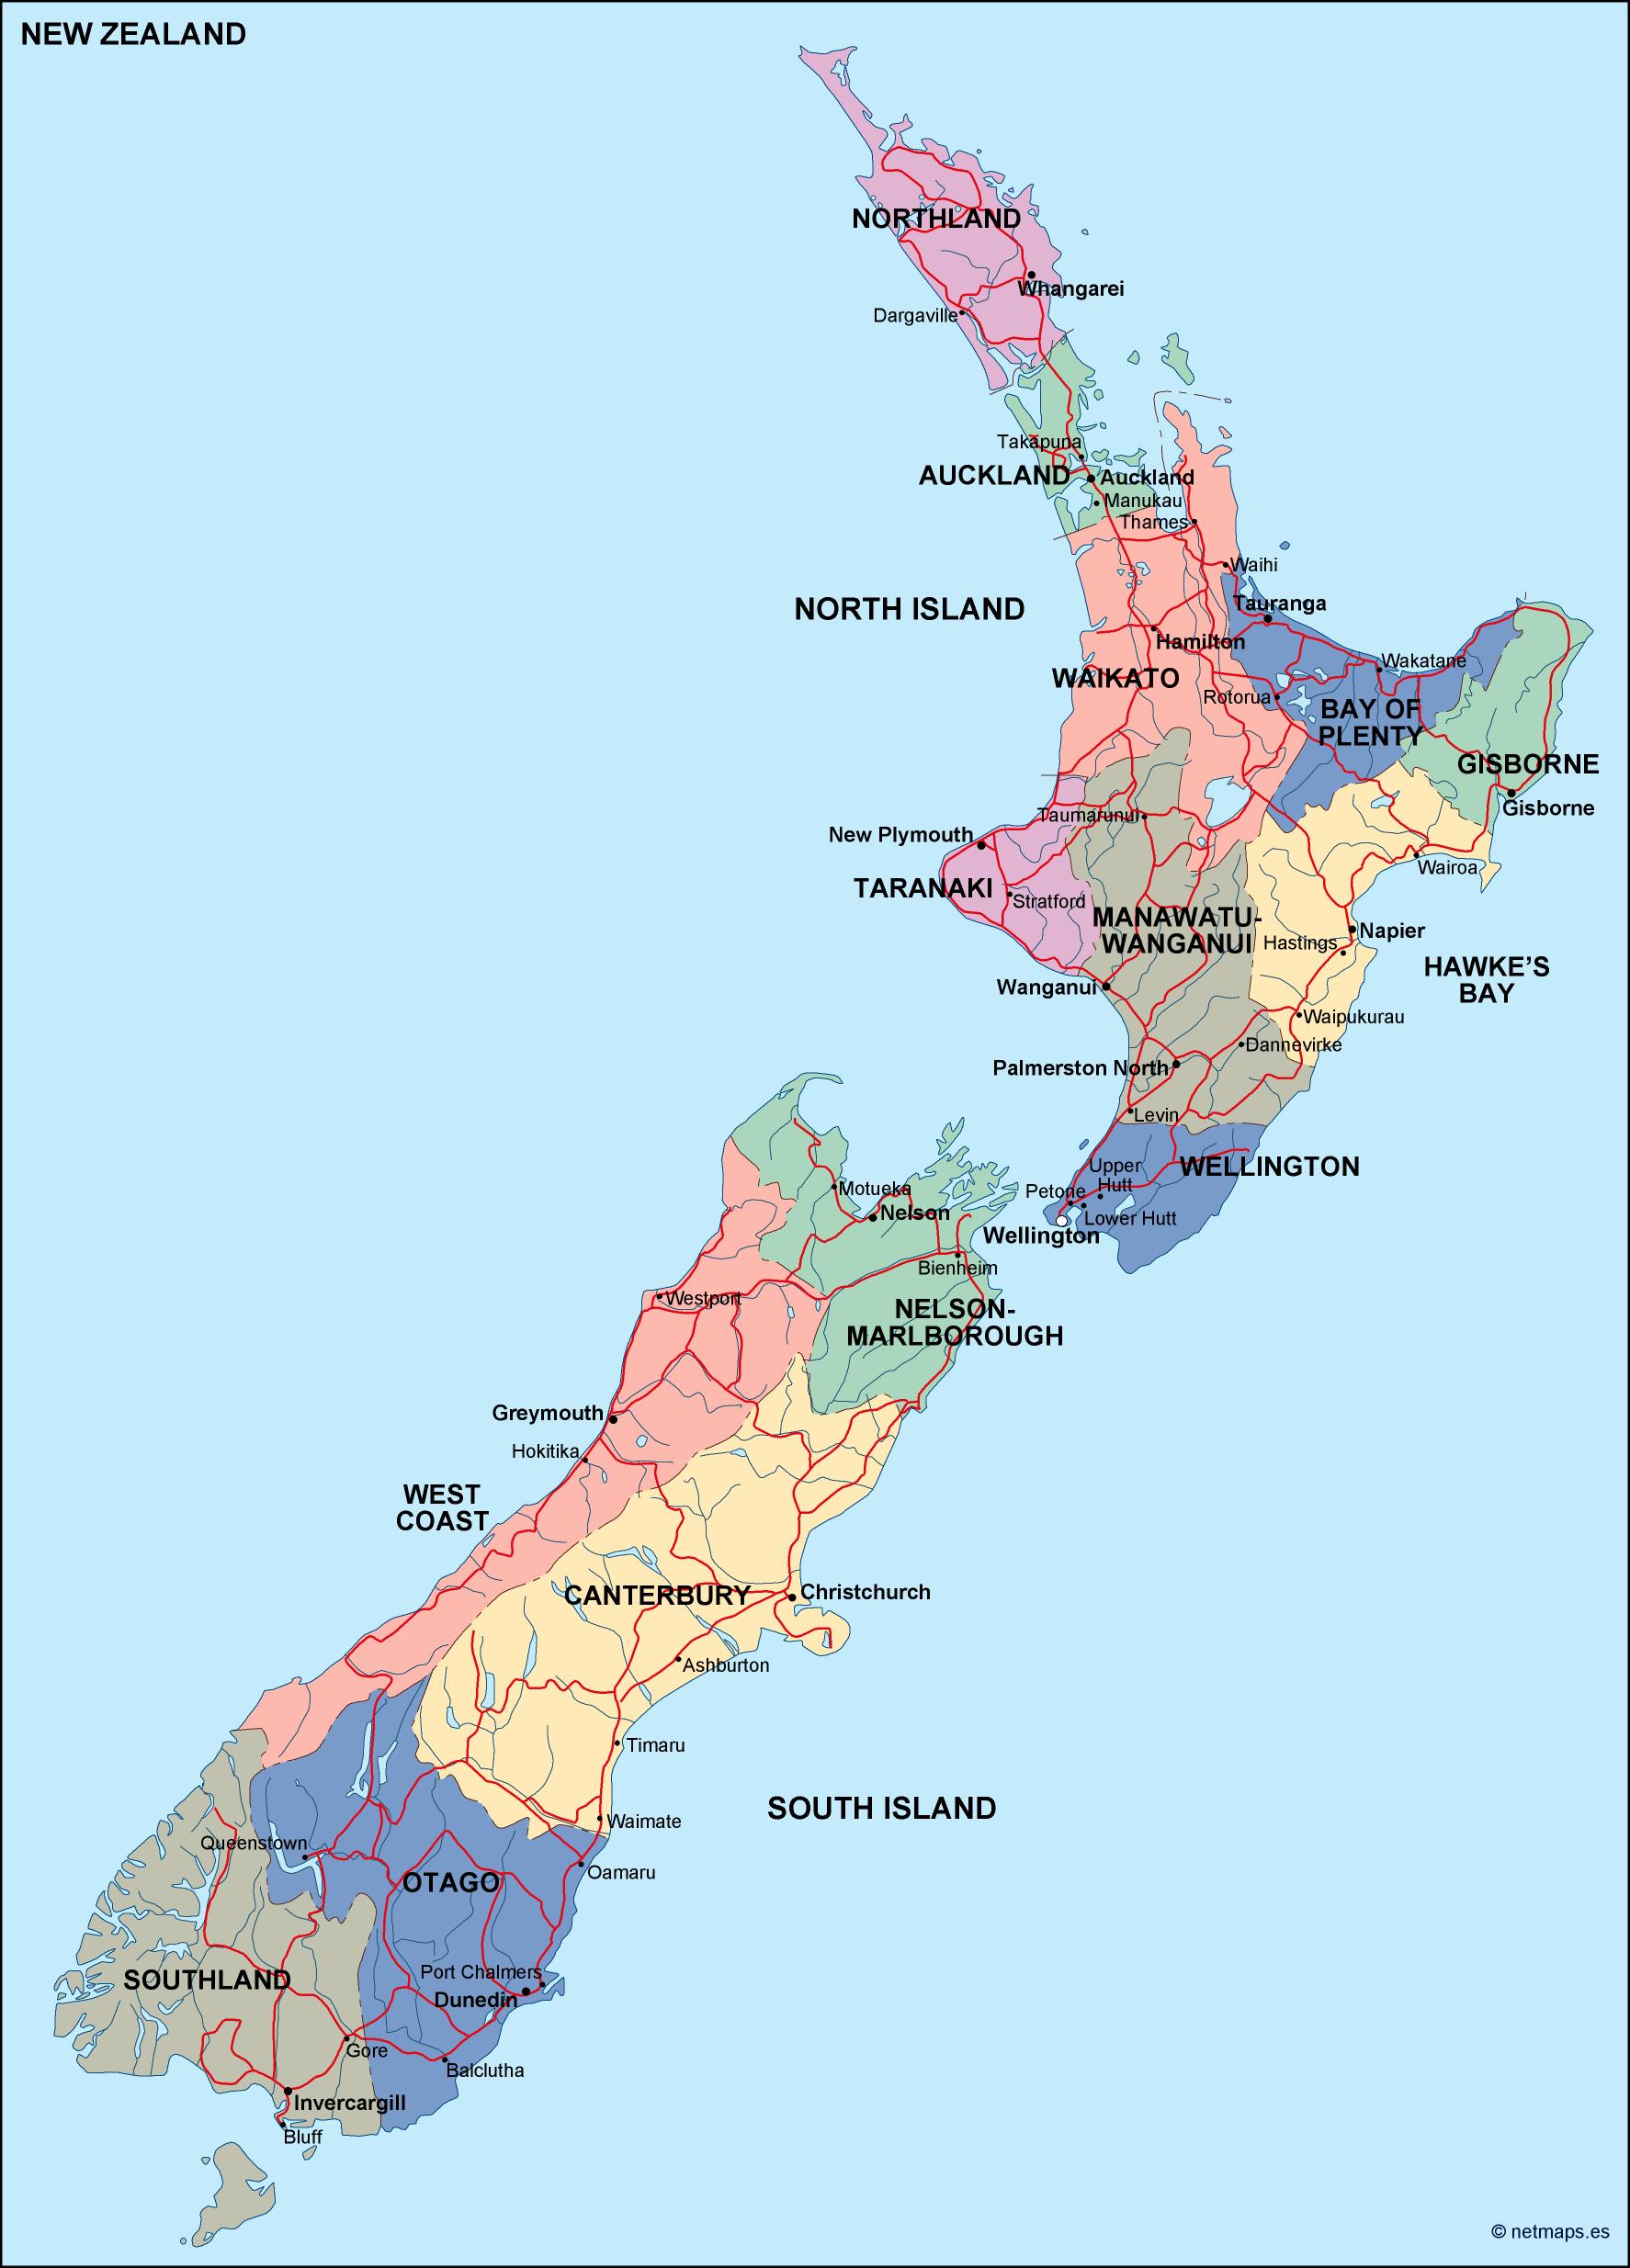 NEW ZEALAND
NORTHLAND
Whangarei
Dargaville
Takapuna
AUCKLAND
Auckland
Manukau
Thames
Waihi
NORTH ISLAND
Tauranga
Hamilton
Wakatane
WAIKATO
Rotorua
BAY OF
PLENTY
GISBORNE
Gisborne
Taumarunui
New Plymouth
Wairoa
TARANAKI
Stratford
MANAWATU-
WANGANUI
Napier
Hastings
HAWKE'S
BAY
Wanganui
Waipukurau
Dannevirke
Palmerston North
Levin
WELLINGTON
Upper
Hutt
Petone
Lower Hutt
Wellington
Motueka
Nelson
Bienheim
Westport
NELSON-
MARLBOROUGH
Greymouth
Hokitika
WEST
COAST
CANTERBURY
Christchurch
Ashburton
Timaru
SOUTH ISLAND
Waimate
Queenstown
Oamaru
OTAGO
Port Chalmers
SOUTHLAND
Dunedin
Gore
Balclutha
Invercargill
Bluff
© netmaps.es